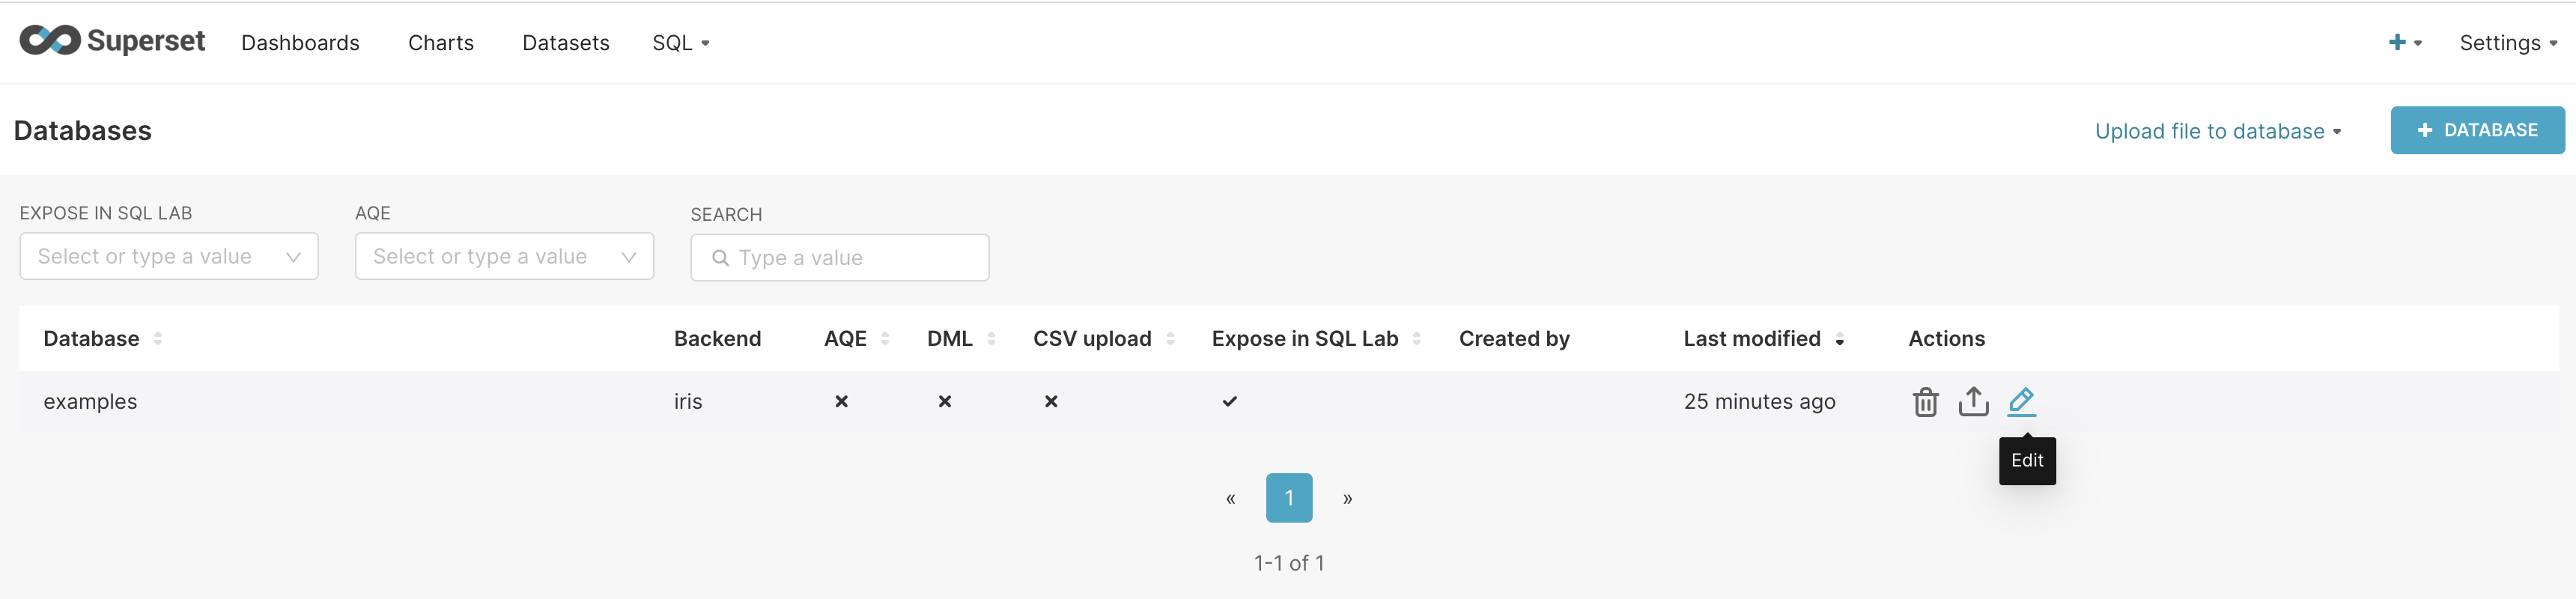 Superset Dashboards Charts Datasets SQL + Settings
Databases Upload file to database + DATABASE
EXPOSE IN SQL LAB AQE SEARCH
Select or type a value Select or type a value Type a value
Database Backend AQE DML CSV upload Expose in SQL Lab Created by Last modified Actions
examples iris 25 minutes ago
Edit
« 1 »
1-1 of 1